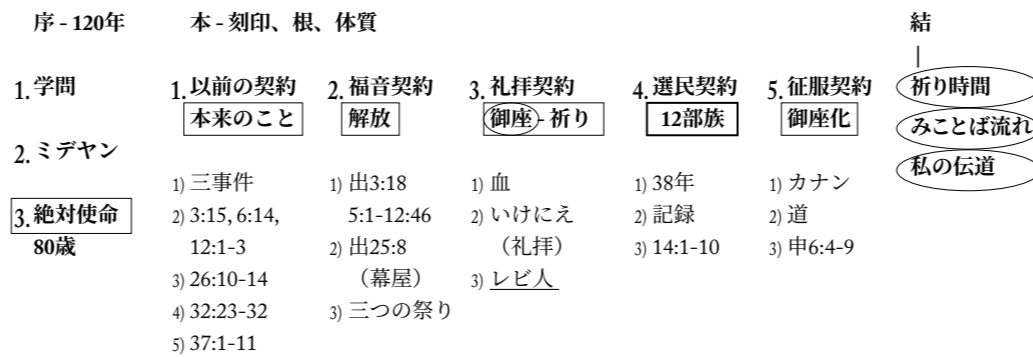 序 - 120年
1. 学問
2. ミデヤン
3. 絶対使命
80歳
本 - 刻印、根、体質
1. 以前の契約
本来のこと
1) 三事件
2) 3:15, 6:14,
12:1-3
3) 26:10-14
4) 32:23-32
5) 37:1-11
2. 福音契約
解放
1) 出3:18
5:1-12:46
2) 出25:8
（幕屋）
3) 三つの祭り
3. 礼拝契約
御座 - 祈り
1) 血
2) いけにえ
（礼拝）
3) レビ人
4. 選民契約
12部族
1) 38年
2) 記録
3) 14:1-10
5. 征服契約
御座化
1) カナン
2) 道
3) 申6:4-9
結
祈り時間
みことば流れ
私の伝道